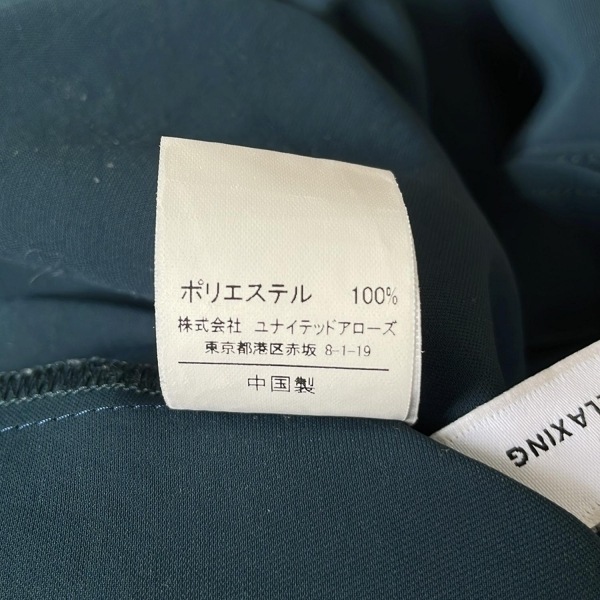 ポリエステル 100%
株式会社 ユナイテッドアローズ
東京都港区赤坂 8-1-19
中国製
ELAXING